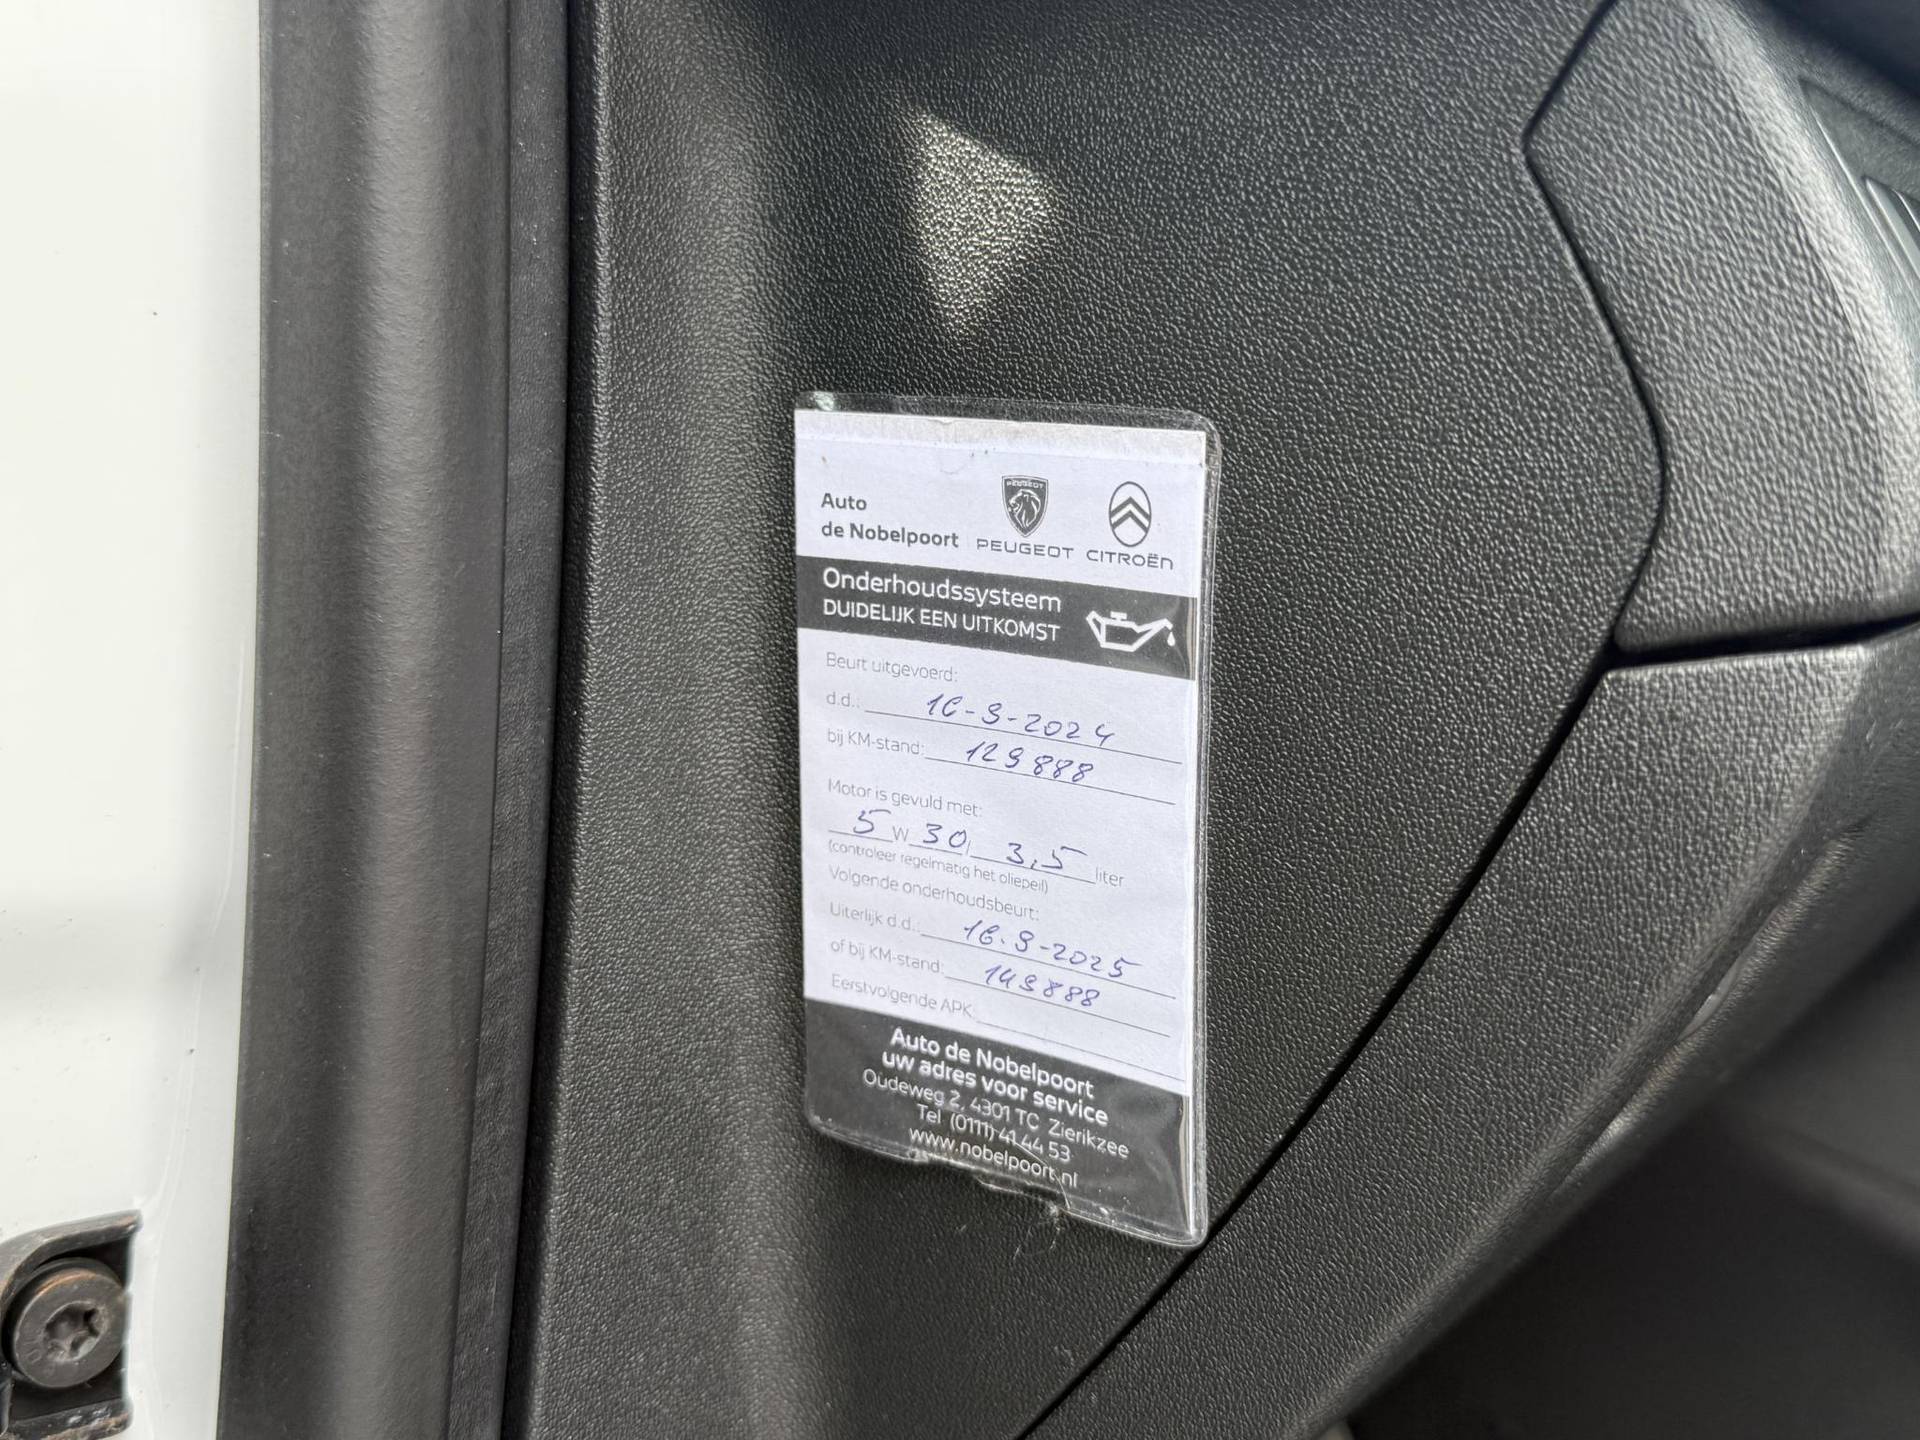 Auto
de Nobelpoort
PEUGEOT
PEUGEOT
CITROËN
Onderhoudssysteem
DUIDELIJK EEN UITKOMST
Beurt uitgevoerd:
d.d.: 16-9-2024
bij KM-stand: 129888
Motor is gevuld met:
5 W 30 / 3,5 liter
(controleer regelmatig het oliepeil)
Volgende onderhoudsbeurt:
Uiterlijk d.d.: 16-9-2025
of bij KM-stand: 149888
Eerstvolgende APK:
Auto de Nobelpoort
uw adres voor service
Oudeweg 2, 4301 TC Zierikzee
Tel (0111) 41 44 53
www.nobelpoort.nl